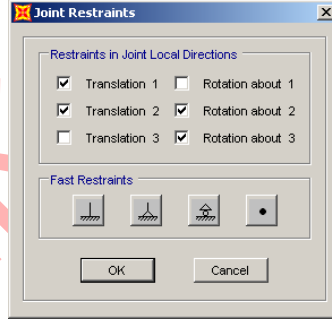 Joint Restraints
Restraints in Joint Local Directions
Translation 1 Rotation about 1
Translation 2 Rotation about 2
Translation 3 Rotation about 3
Fast Restraints
OK Cancel